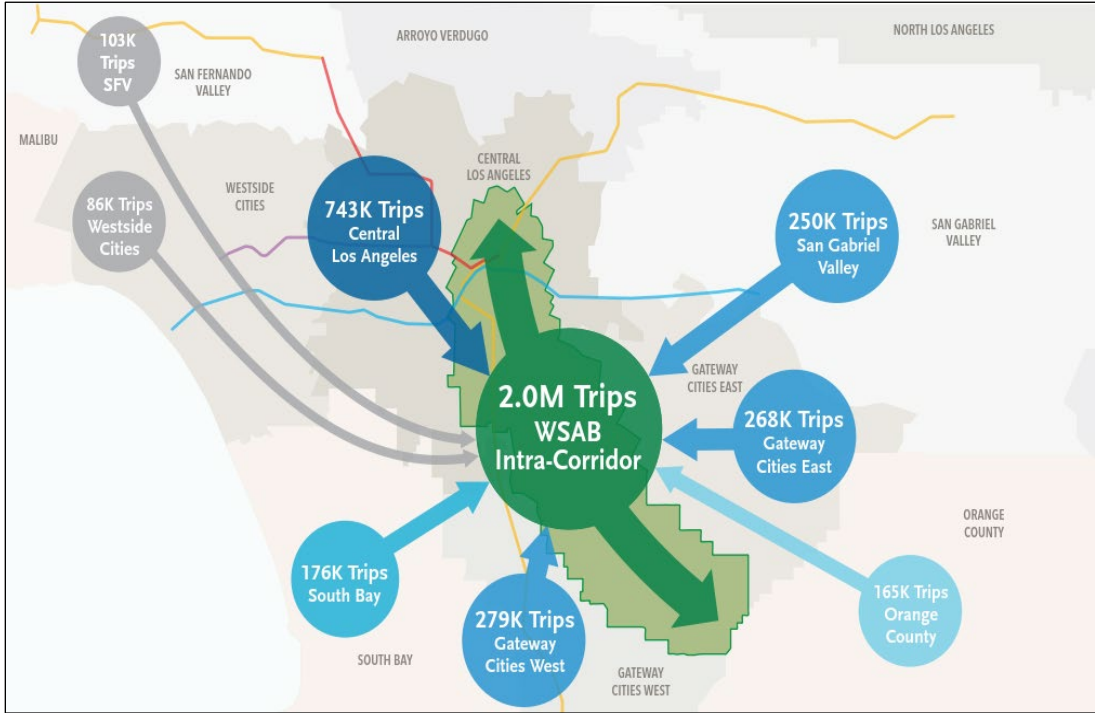 103K
Trips
SFV
SAN FERNANDO
VALLEY
ARROYO VERDUGO
NORTH LOS ANGELES
MALIBU
86K Trips
Westside
Cities
WESTSIDE
CITIES
743K Trips
Central
Los Angeles
CENTRAL
LOS ANGELES
250K Trips
San Gabriel
Valley
SAN GABRIEL
VALLEY
2.0M Trips
WSAB
Intra-Corridor
GATEWAY
CITIES EAST
268K Trips
Gateway
Cities East
ORANGE
COUNTY
176K Trips
South Bay
279K Trips
Gateway
Cities West
165K Trips
Orange
County
SOUTH BAY
GATEWAY
CITIES WEST